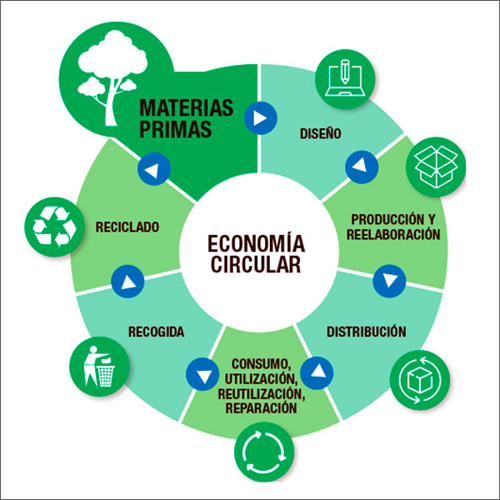 MATERIAS
PRIMAS
DISEÑO
PRODUCCIÓN Y
REELABORACIÓN
DISTRIBUCIÓN
CONSUMO,
UTILIZACIÓN,
REUTILIZACIÓN,
REPARACIÓN
RECOGIDA
RECICLADO
ECONOMÍA
CIRCULAR